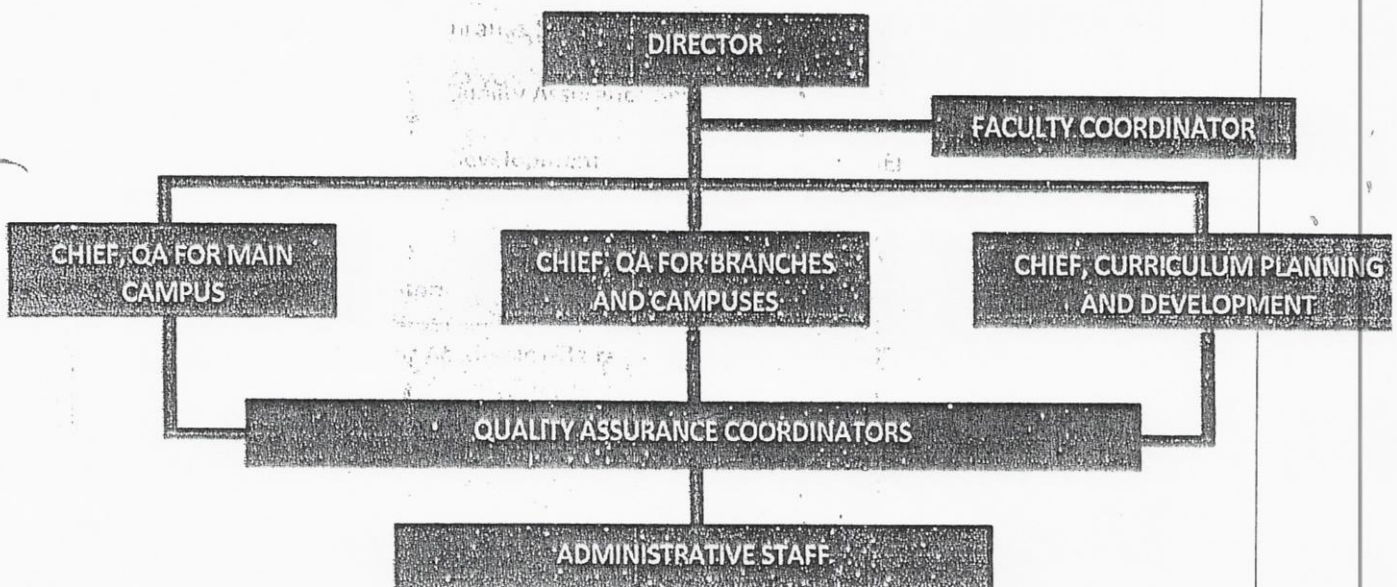 DIRECTOR
FACULTY COORDINATOR
CHIEF, QA FOR MAIN
CAMPUS
CHIEF, QA FOR BRANCHES
AND CAMPUSES
CHIEF, CURRICULUM PLANNING
AND DEVELOPMENT
QUALITY ASSURANCE COORDINATORS
ADMINISTRATIVE STAFF